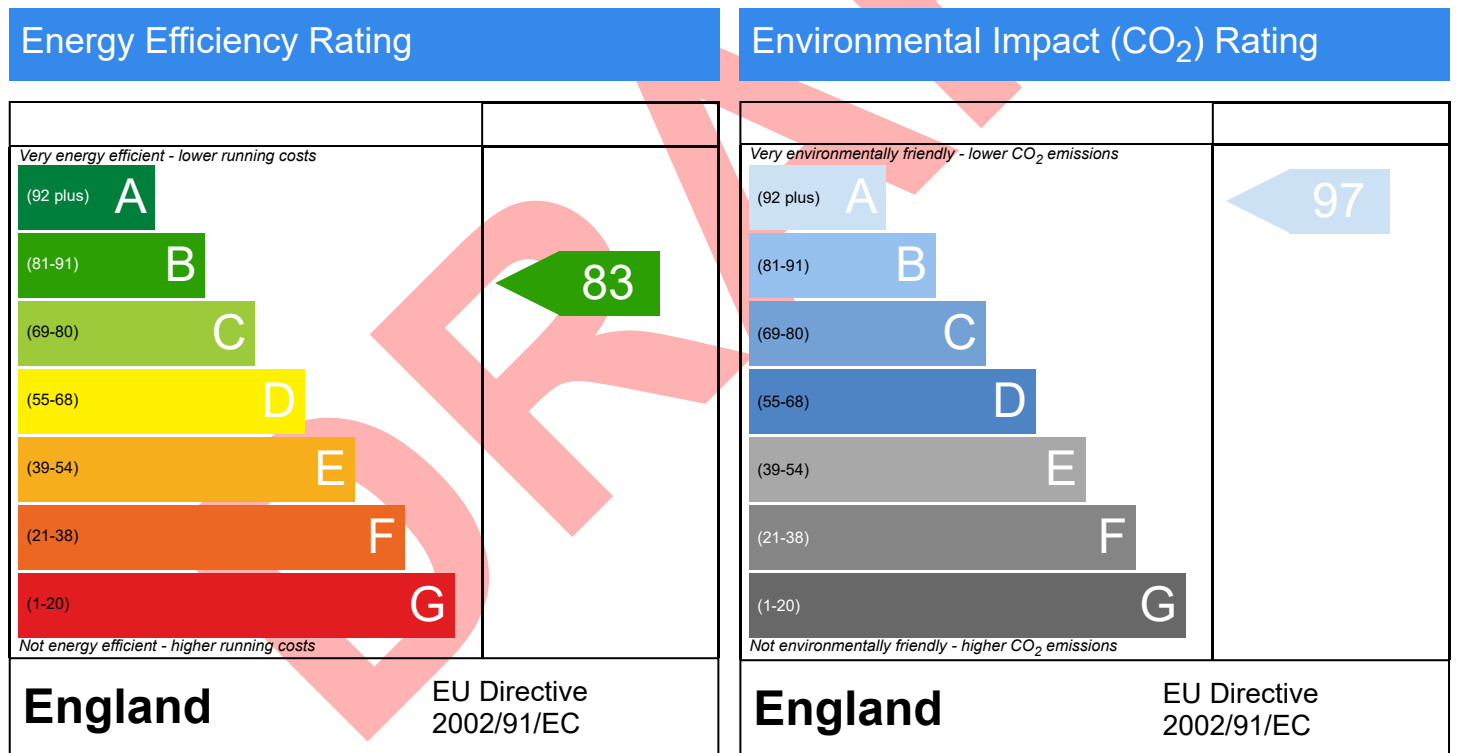 Energy Efficiency Rating
Very energy efficient - lower running costs
(92 plus) A
(81-91) B
(69-80) C
(55-68) D
(39-54) E
(21-38) F
(1-20) G
83
Not energy efficient - higher running costs
England
EU Directive
2002/91/EC
Environmental Impact (CO₂) Rating
Very environmentally friendly - lower CO₂ emissions
(92 plus) A
(81-91) B
(69-80) C
(55-68) D
(39-54) E
(21-38) F
(1-20) G
97
Not environmentally friendly - higher CO₂ emissions
England
EU Directive
2002/91/EC